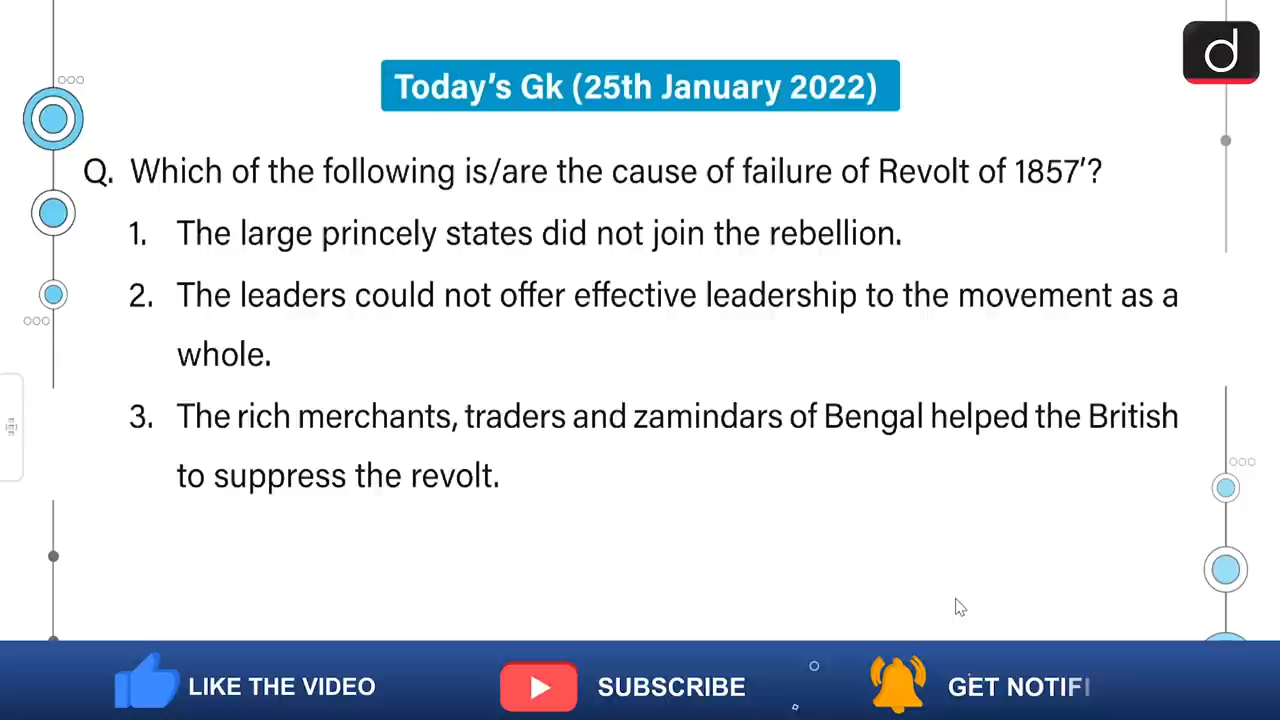 d
Today's Gk (25th January 2022)
Q. Which of the following is/are the cause of failure of Revolt of 1857'?
1. The large princely states did not join the rebellion.
2. The leaders could not offer effective leadership to the movement as a
whole.
3. The rich merchants, traders and zamindars of Bengal helped the British
to suppress the revolt.
LIKE THE VIDEO SUBSCRIBE GET NOTIFI